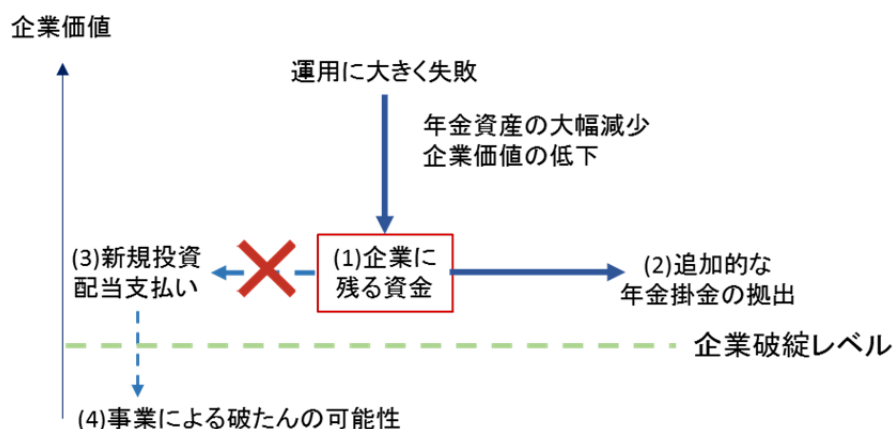 企業価値
運用に大きく失敗
年金資産の大幅減少
企業価値の低下
(3)新規投資
配当支払い
(1)企業に
残る資金
(2)追加的な
年金掛金の拠出
企業破綻レベル
(4)事業による破たんの可能性